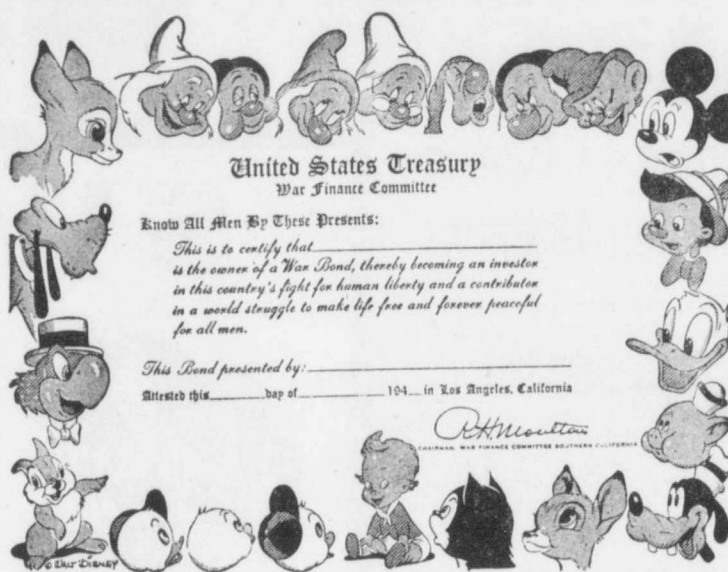 United States Treasury
War Finance Committee
Know All Men By These Presents:
This is to certify that
is the owner of a War Bond, thereby becoming an investor
in this country's fight for human liberty and a contributor
in a world struggle to make life free and forever peaceful
for all men.
This Bond presented by:
Attested this day of 194 in Los Angeles, California
R H Moulton
CHAIRMAN, WAR FINANCE COMMITTEE SOUTHERN CALIFORNIA
© WALT DISNEY